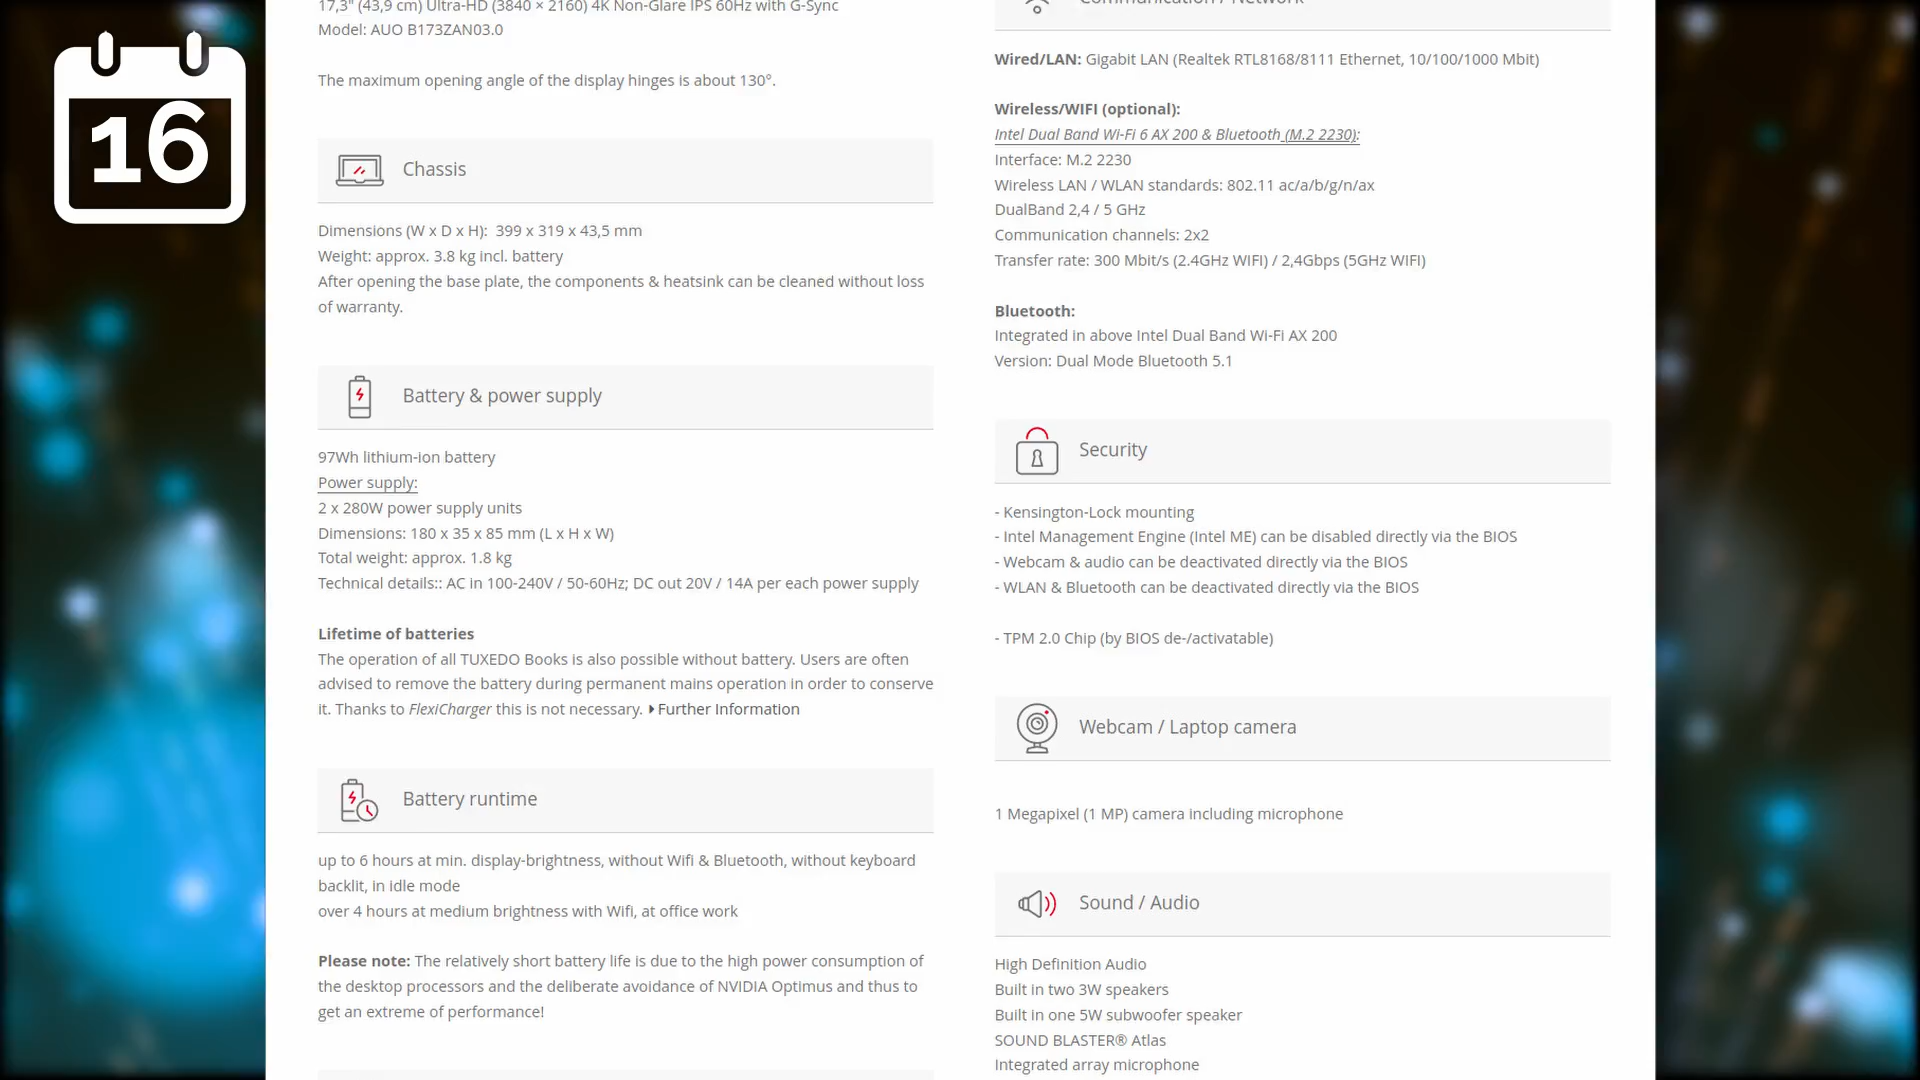 16
17,3" (43,9 cm) Ultra-HD (3840 × 2160) 4K Non-Glare IPS 60Hz with G-Sync
Model: AUO B173ZAN03.0
The maximum opening angle of the display hinges is about 130°.
Chassis
Dimensions (W x D x H):  399 x 319 x 43,5 mm
Weight: approx. 3.8 kg incl. battery
After opening the base plate, the components & heatsink can be cleaned without loss
of warranty.
Battery & power supply
97Wh lithium-ion battery
Power supply:
2 x 280W power supply units
Dimensions: 180 x 35 x 85 mm (L x H x W)
Total weight: approx. 1.8 kg
Technical details:: AC in 100-240V / 50-60Hz; DC out 20V / 14A per each power supply
Lifetime of batteries
The operation of all TUXEDO Books is also possible without battery. Users are often
advised to remove the battery during permanent mains operation in order to conserve
it. Thanks to FlexiCharger this is not necessary. Further Information
Battery runtime
up to 6 hours at min. display-brightness, without Wifi & Bluetooth, without keyboard
backlit, in idle mode
over 4 hours at medium brightness with Wifi, at office work
Please note: The relatively short battery life is due to the high power consumption of
the desktop processors and the deliberate avoidance of NVIDIA Optimus and thus to
get an extreme of performance!
Communication / Network
Wired/LAN: Gigabit LAN (Realtek RTL8168/8111 Ethernet, 10/100/1000 Mbit)
Wireless/WIFI (optional):
Intel Dual Band Wi-Fi 6 AX 200 & Bluetooth (M.2 2230):
Interface: M.2 2230
Wireless LAN / WLAN standards: 802.11 ac/a/b/g/n/ax
DualBand 2,4 / 5 GHz
Communication channels: 2x2
Transfer rate: 300 Mbit/s (2.4GHz WIFI) / 2,4Gbps (5GHz WIFI)
Bluetooth:
Integrated in above Intel Dual Band Wi-Fi AX 200
Version: Dual Mode Bluetooth 5.1
Security
- Kensington-Lock mounting
- Intel Management Engine (Intel ME) can be disabled directly via the BIOS
- Webcam & audio can be deactivated directly via the BIOS
- WLAN & Bluetooth can be deactivated directly via the BIOS
- TPM 2.0 Chip (by BIOS de-/activatable)
Webcam / Laptop camera
1 Megapixel (1 MP) camera including microphone
Sound / Audio
High Definition Audio
Built in two 3W speakers
Built in one 5W subwoofer speaker
SOUND BLASTER® Atlas
Integrated array microphone